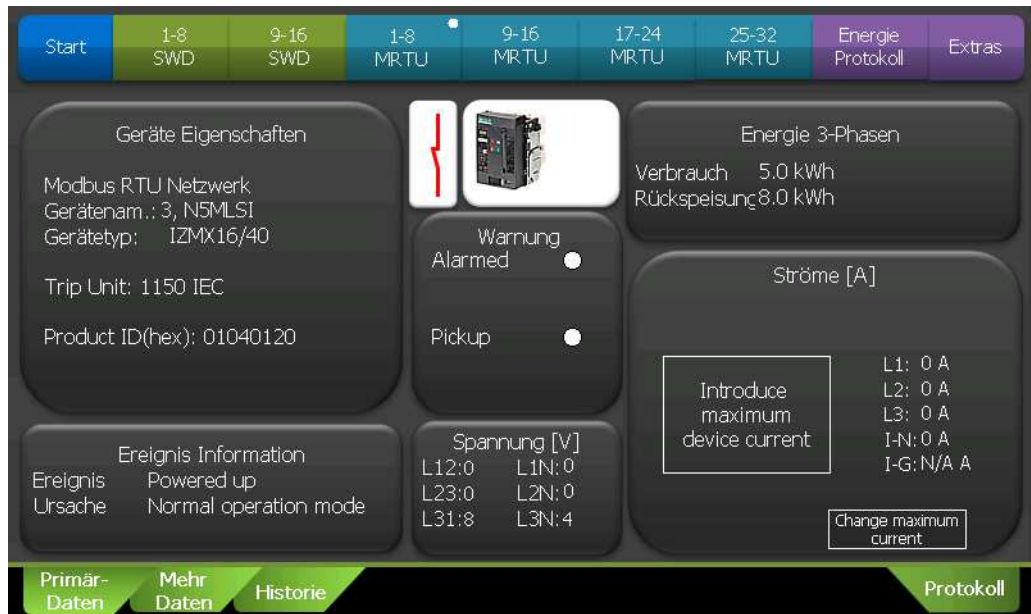 Start
1-8
SWD
9-16
SWD
1-8
MRTU
9-16
MRTU
17-24
MRTU
25-32
MRTU
Energie
Protokoll
Extras
Geräte Eigenschaften
Modbus RTU Netzwerk
Gerätenam.: 3, N5MLSI
Gerätetyp: IZMX16/40
Trip Unit: 1150 IEC
Product ID(hex): 01040120
Ereignis Information
Ereignis Powered up
Ursache Normal operation mode
Warnung
Alarmed
Pickup
Spannung [V]
L12:0 L1N:0
L23:0 L2N:0
L31:8 L3N:4
Energie 3-Phasen
Verbrauch 5.0 kWh
Rückspeisung 8.0 kWh
Ströme [A]
Introduce
maximum
device current
L1: 0 A
L2: 0 A
L3: 0 A
I-N: 0 A
I-G: N/A A
Change maximum
current
Primär-
Daten
Mehr
Daten
Historie
Protokoll